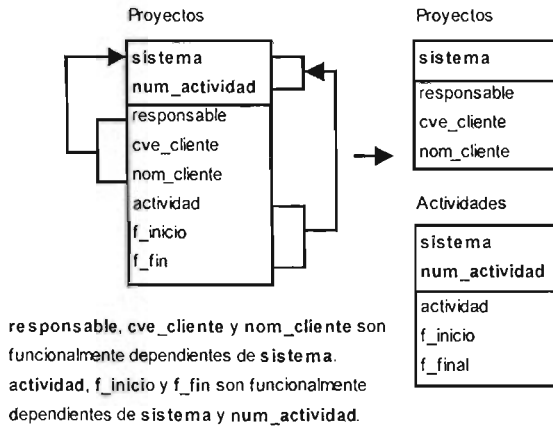 Proyectos
sistema
num_actividad
responsable
cve_cliente
nom_cliente
actividad
f_inicio
f_fin
Proyectos
sistema
responsable
cve_cliente
nom_cliente
Actividades
sistema
num_actividad
actividad
f_inicio
f_final
responsable, cve_cliente y nom_cliente son
funcionalmente dependientes de sistema.
actividad, f_inicio y f_fin son funcionalmente
dependientes de sistema y num_actividad.